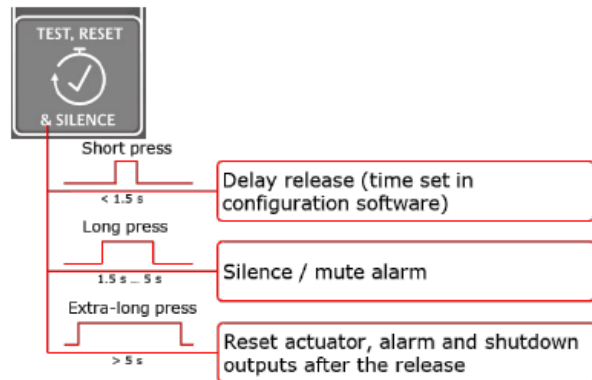 TEST, RESET
& SILENCE
Short press
< 1.5 s
Delay release (time set in
configuration software)
Long press
1.5 s ... 5 s
Silence / mute alarm
Extra-long press
> 5 s
Reset actuator, alarm and shutdown
outputs after the release